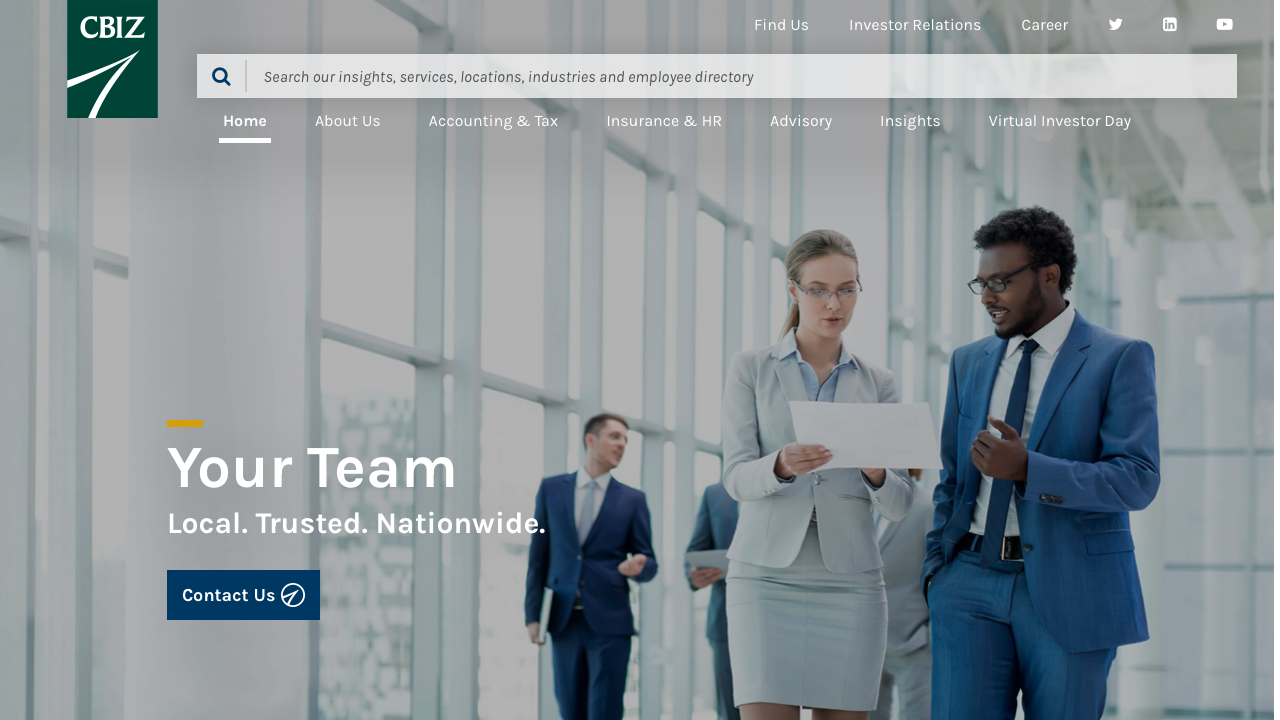 CBIZ
Find Us
Investor Relations
Career
Search our insights, services, locations, industries and employee directory
Home
About Us
Accounting & Tax
Insurance & HR
Advisory
Insights
Virtual Investor Day
Your Team
Local. Trusted. Nationwide.
Contact Us